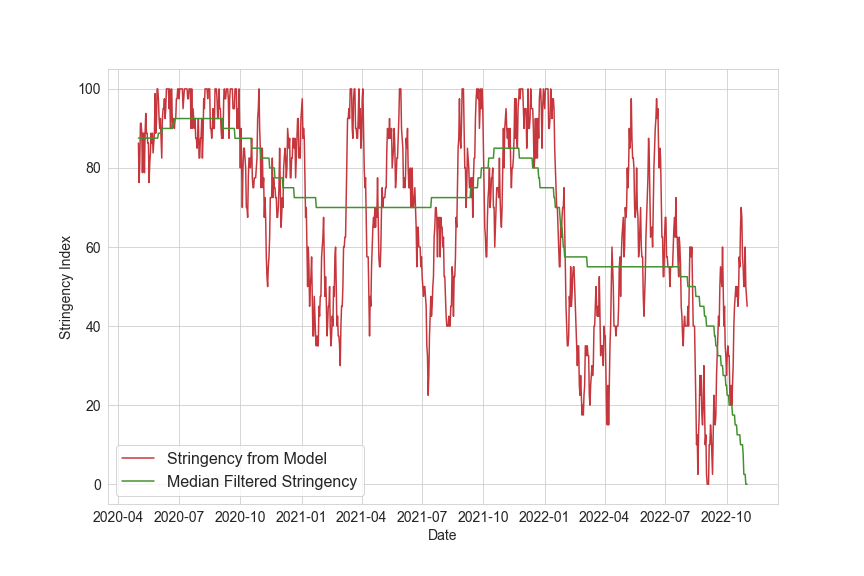 100
80
60
40
20
0
Stringency Index
Stringency from Model
Median Filtered Stringency
2020-04 2020-07 2020-10 2021-01 2021-04 2021-07 2021-10 2022-01 2022-04 2022-07 2022-10
Date